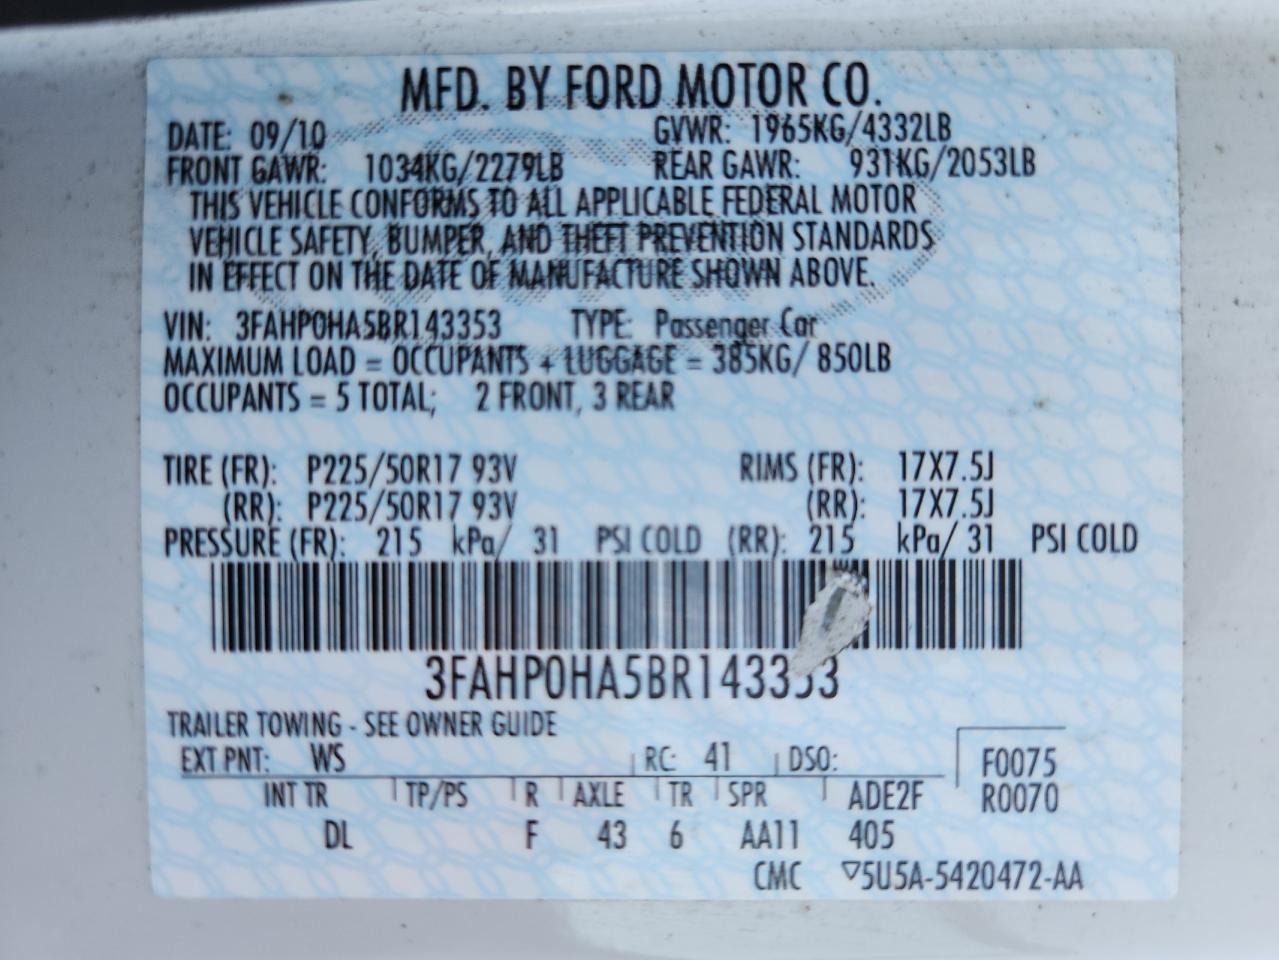 MFD. BY FORD MOTOR CO.
DATE: 09/10 GVWR: 1965KG/4332LB
FRONT GAWR: 1034KG/2279LB REAR GAWR: 931KG/2053LB
THIS VEHICLE CONFORMS TO ALL APPLICABLE FEDERAL MOTOR
VEHICLE SAFETY, BUMPER, AND THEFT PREVENTION STANDARDS
IN EFFECT ON THE DATE OF MANUFACTURE SHOWN ABOVE.
VIN: 3FAHP0HA5BR143353 TYPE: Passenger Car
MAXIMUM LOAD = OCCUPANTS + LUGGAGE = 385KG/ 850LB
OCCUPANTS = 5 TOTAL; 2 FRONT, 3 REAR
TIRE (FR): P225/50R17 93V RIMS (FR): 17X7.5J
(RR): P225/50R17 93V (RR): 17X7.5J
PRESSURE (FR): 215 kPa/ 31 PSI COLD (RR): 215 kPa/ 31 PSI COLD
3FAHP0HA5BR143353
TRAILER TOWING - SEE OWNER GUIDE
EXT PNT: WS RC: 41 DSO: F0075
INT TR TP/PS R AXLE TR SPR ADE2F R0070
DL F 43 6 AA11 405
CMC ▽5U5A-5420472-AA